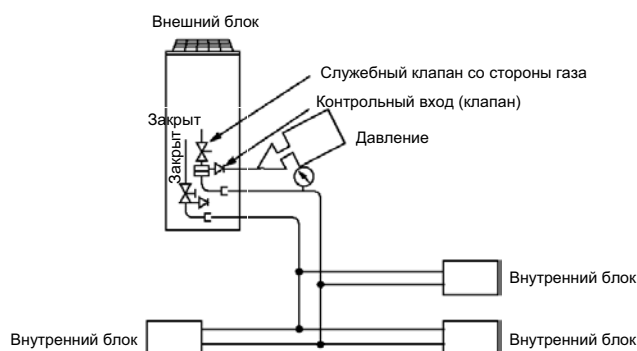 Внешний блок
Служебный клапан со стороны газа
Контрольный вход (клапан)
Закрыт
Давление
Закрыт
Внутренний блок
Внутренний блок
Внутренний блок